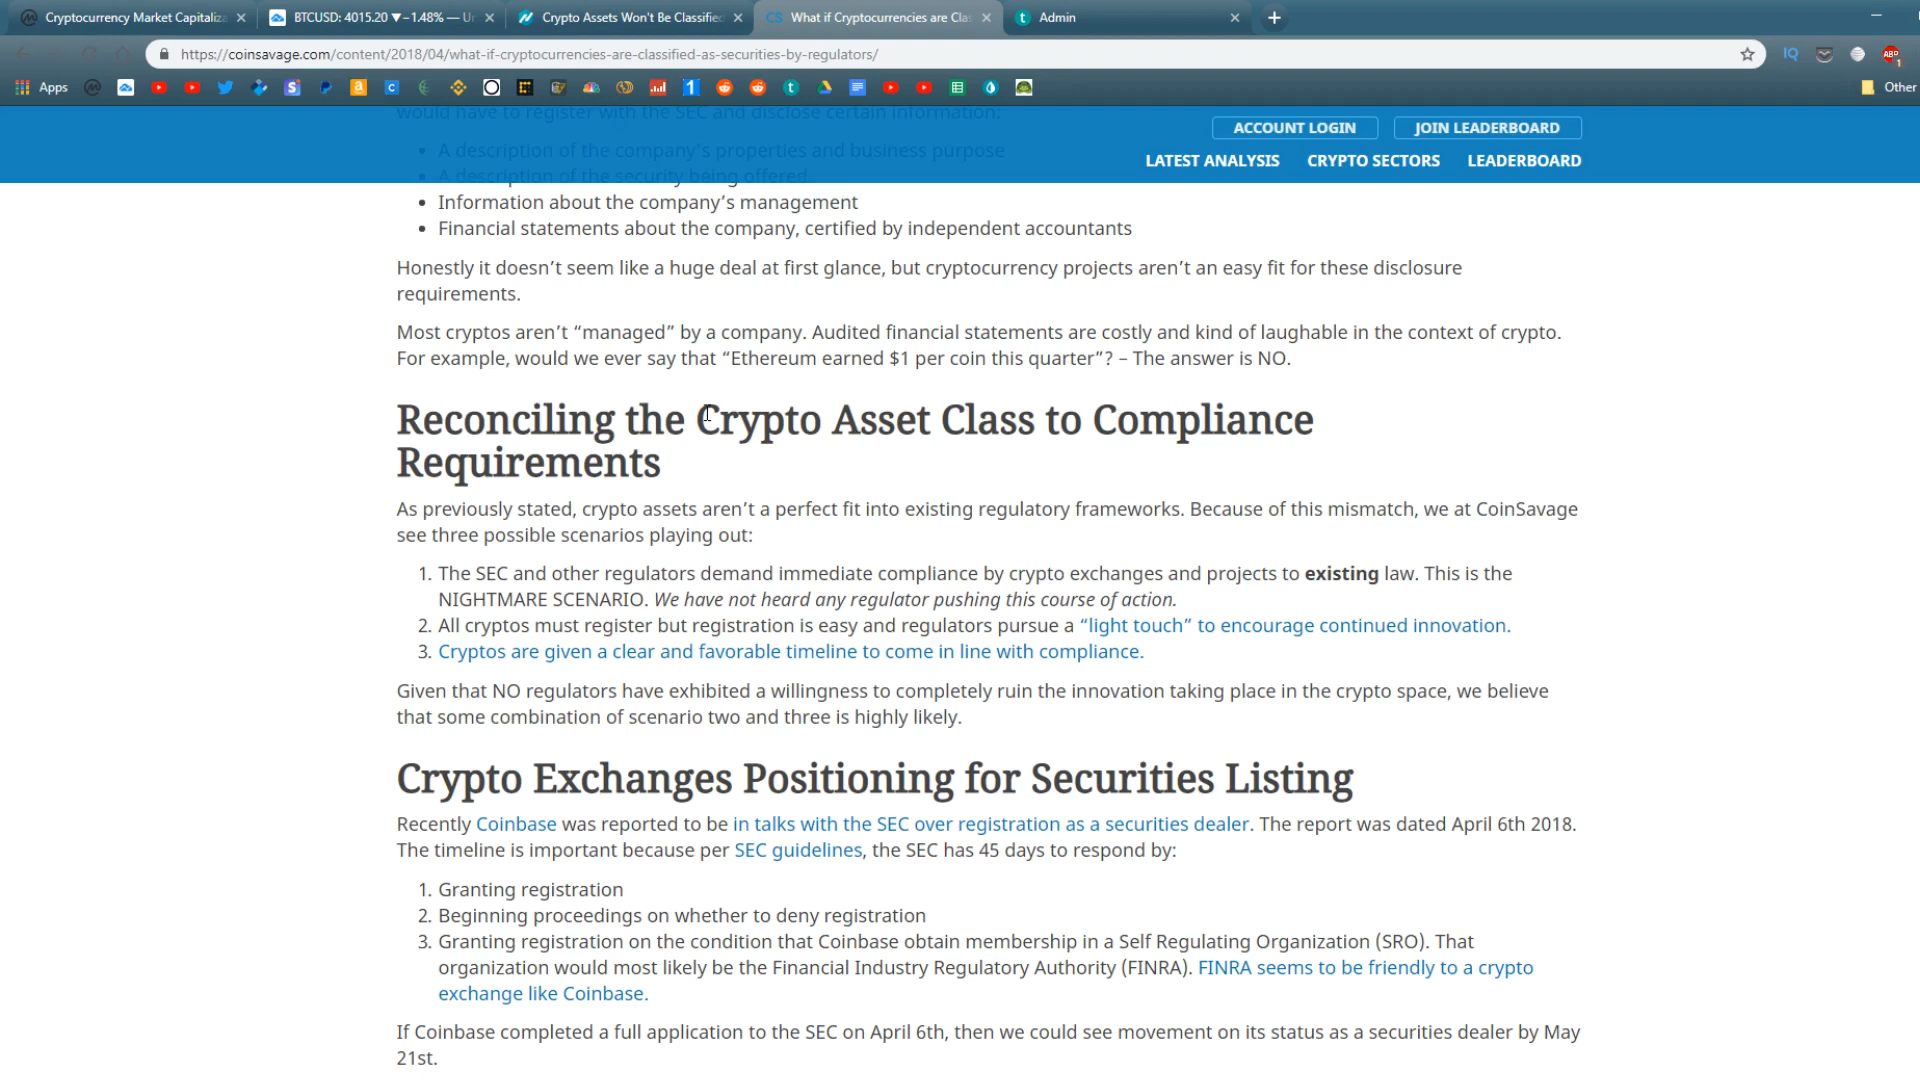 Cryptocurrency Market Capitaliza
BTCUSD: 4015.20 ▼−1.48% — Un
Crypto Assets Won't Be Classified
CS What if Cryptocurrencies are Clas
t Admin
https://coinsavage.com/content/2018/04/what-if-cryptocurrencies-are-classified-as-securities-by-regulators/
IQ
ABP
1
Apps
Other
would have to register with the SEC and disclose certain information:
ACCOUNT LOGIN
JOIN LEADERBOARD
• A description of the company's properties and business purpose
LATEST ANALYSIS
CRYPTO SECTORS
LEADERBOARD
• A description of the security being offered
• Information about the company's management
• Financial statements about the company, certified by independent accountants
Honestly it doesn't seem like a huge deal at first glance, but cryptocurrency projects aren't an easy fit for these disclosure
requirements.
Most cryptos aren't “managed” by a company. Audited financial statements are costly and kind of laughable in the context of crypto.
For example, would we ever say that “Ethereum earned $1 per coin this quarter”? – The answer is NO.
Reconciling the Crypto Asset Class to Compliance
Requirements
As previously stated, crypto assets aren't a perfect fit into existing regulatory frameworks. Because of this mismatch, we at CoinSavage
see three possible scenarios playing out:
1. The SEC and other regulators demand immediate compliance by crypto exchanges and projects to existing law. This is the
NIGHTMARE SCENARIO. We have not heard any regulator pushing this course of action.
2. All cryptos must register but registration is easy and regulators pursue a “light touch” to encourage continued innovation.
3. Cryptos are given a clear and favorable timeline to come in line with compliance.
Given that NO regulators have exhibited a willingness to completely ruin the innovation taking place in the crypto space, we believe
that some combination of scenario two and three is highly likely.
Crypto Exchanges Positioning for Securities Listing
Recently Coinbase was reported to be in talks with the SEC over registration as a securities dealer. The report was dated April 6th 2018.
The timeline is important because per SEC guidelines, the SEC has 45 days to respond by:
1. Granting registration
2. Beginning proceedings on whether to deny registration
3. Granting registration on the condition that Coinbase obtain membership in a Self Regulating Organization (SRO). That
organization would most likely be the Financial Industry Regulatory Authority (FINRA). FINRA seems to be friendly to a crypto
exchange like Coinbase.
If Coinbase completed a full application to the SEC on April 6th, then we could see movement on its status as a securities dealer by May
21st.